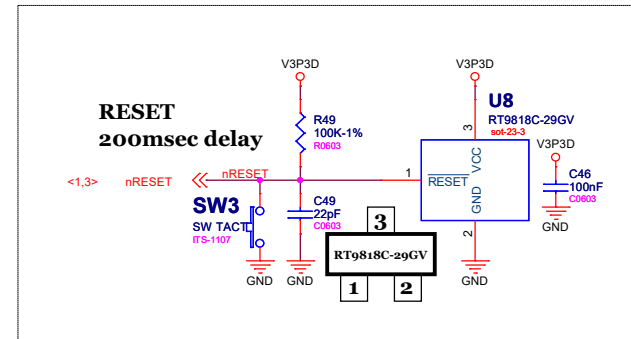 V3P3D
V3P3D
RESET
200msec delay
R49
100K-1%
R0603
U8
RT9818C-29GV
sot-23-3
3
VCC
V3P3D
<1,3>
nRESET
1
RESET
GND
C46
100nF
C0603
SW3
SW TACT
ITS-1107
C49
22pF
C0603
3
2
GND
RT9818C-29GV
GND
GND
1
2
GND